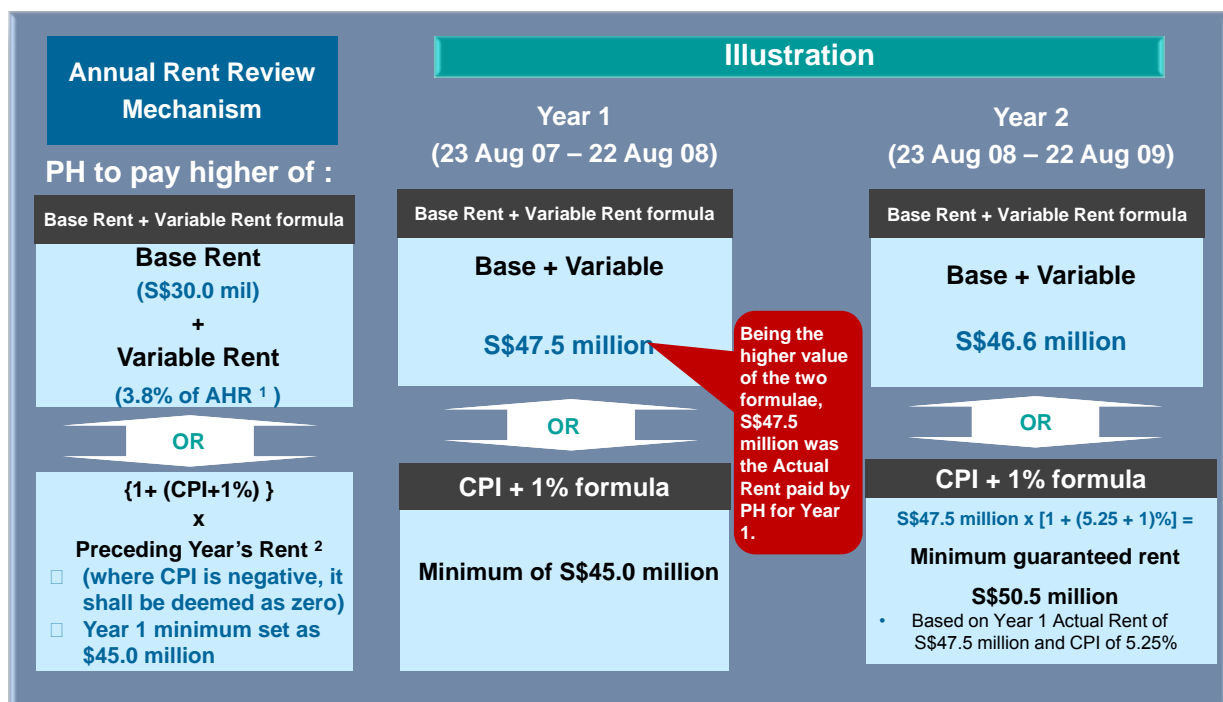 Annual Rent Review
Mechanism
PH to pay higher of :
Base Rent + Variable Rent formula
Base Rent
(S$30.0 mil)
+
Variable Rent
(3.8% of AHR ¹ )
OR
{1+ (CPI+1%) }
x
Preceding Year’s Rent ²
(where CPI is negative, it
shall be deemed as zero)
Year 1 minimum set as
$45.0 million
Illustration
Year 1
(23 Aug 07 – 22 Aug 08)
Base Rent + Variable Rent formula
Base + Variable
S$47.5 million
OR
CPI + 1% formula
Minimum of S$45.0 million
Being the
higher value
of the two
formulae,
S$47.5
million was
the Actual
Rent paid by
PH for Year
1.
Year 2
(23 Aug 08 – 22 Aug 09)
Base Rent + Variable Rent formula
Base + Variable
S$46.6 million
OR
CPI + 1% formula
S$47.5 million x [1 + (5.25 + 1)%] =
Minimum guaranteed rent
S$50.5 million
• Based on Year 1 Actual Rent of
S$47.5 million and CPI of 5.25%